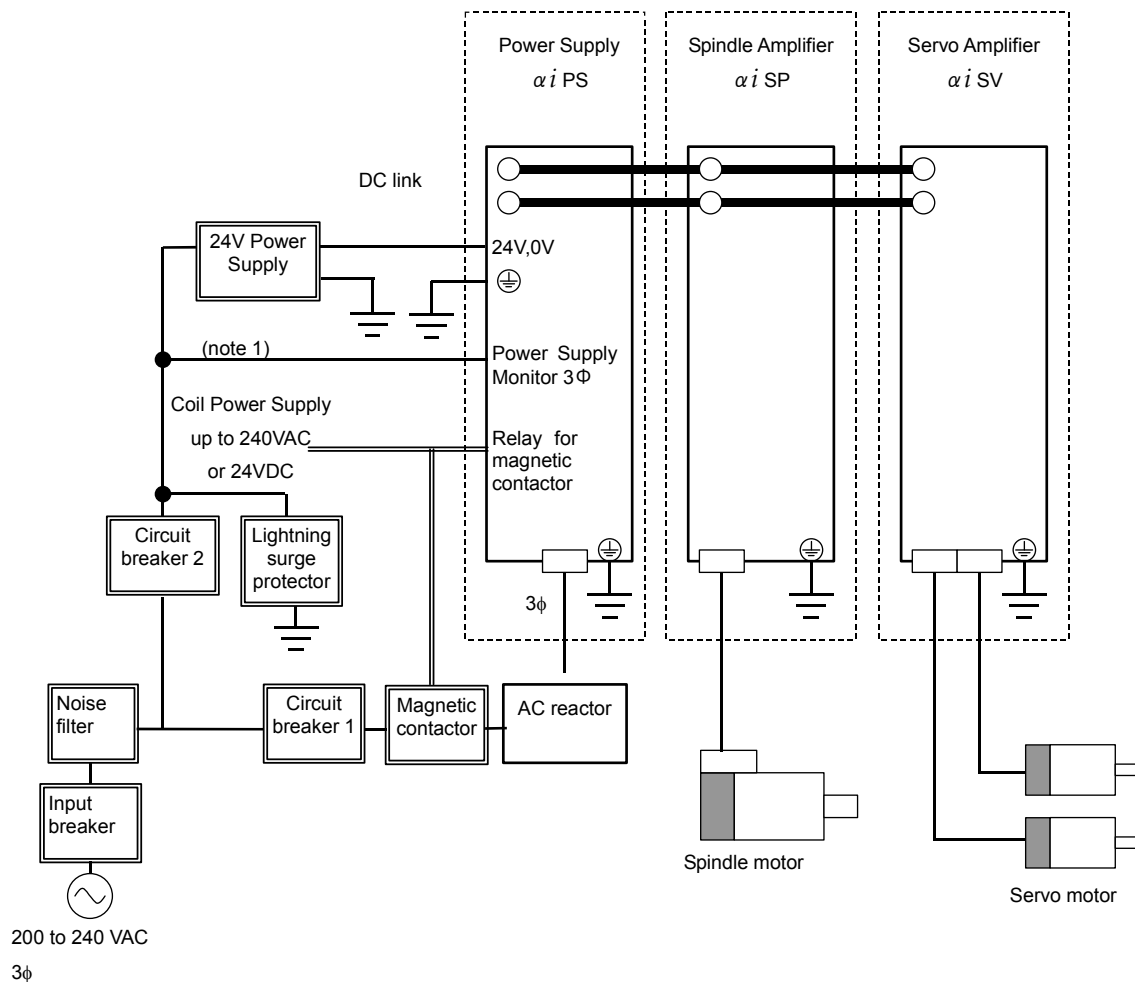 Power Supply
αi PS
Spindle Amplifier
αi SP
Servo Amplifier
αi SV
DC link
24V Power
Supply
24V,0V
(note 1)
Power Supply
Monitor 3Φ
Coil Power Supply
up to 240VAC
or 24VDC
Relay for
magnetic
contactor
Circuit
breaker 2
Lightning
surge
protector
3ϕ
Noise
filter
Circuit
breaker 1
Magnetic
contactor
AC reactor
Input
breaker
Spindle motor
Servo motor
200 to 240 VAC
3ϕ